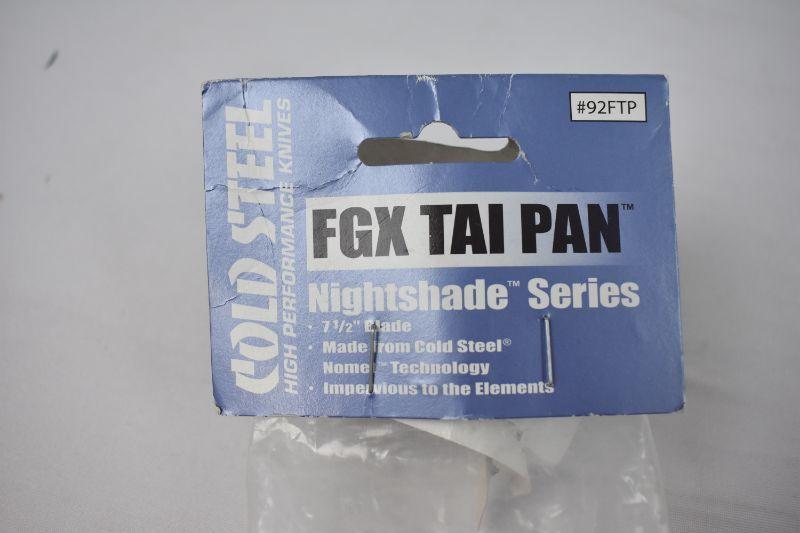 #92FTP
COLD STEEL
HIGH PERFORMANCE KNIVES
FGX TAI PAN™
Nightshade™ Series
• 7 1/2" Blade
• Made from Cold Steel®
Nomex™ Technology
• Impervious to the Elements